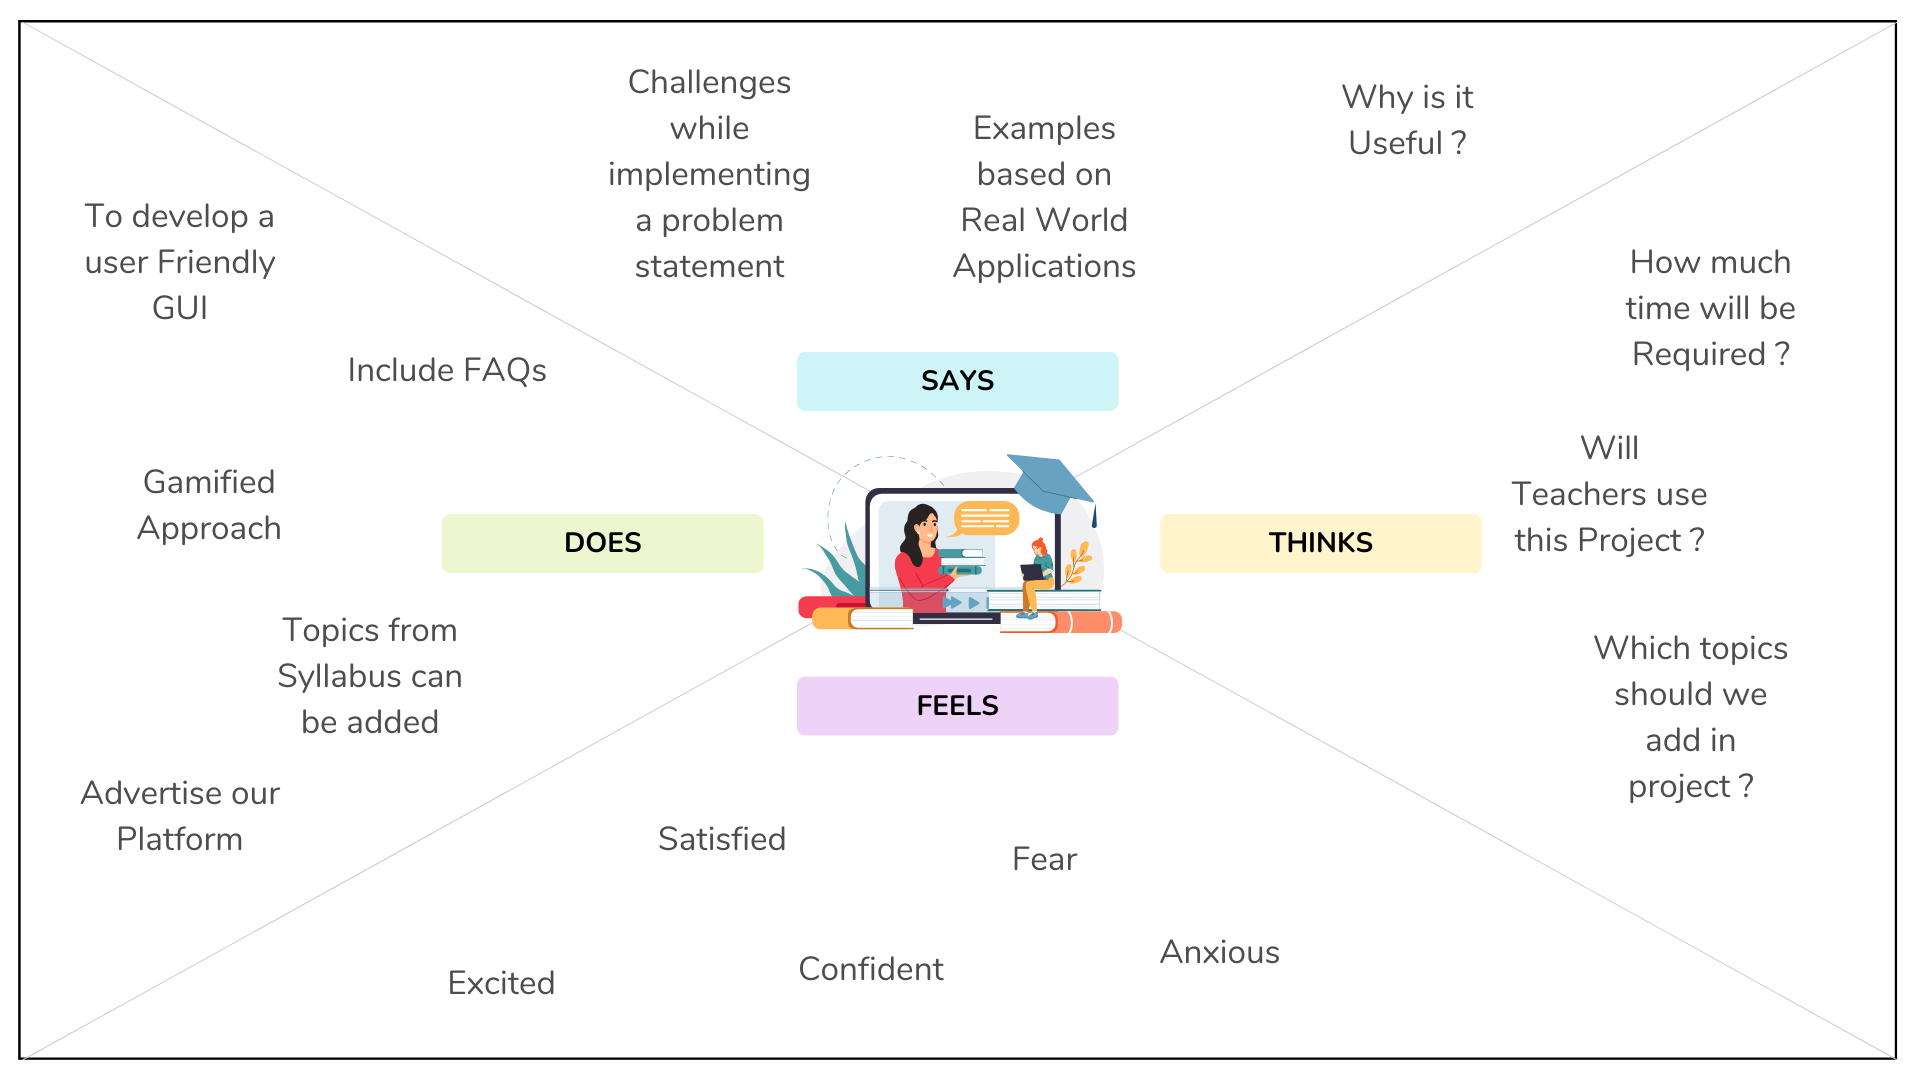 Challenges
while
implementing
a problem
statement
Examples
based on
Real World
Applications
Why is it
Useful ?
SAYS
To develop a
user Friendly
GUI
Include FAQs
Gamified
Approach
DOES
Topics from
Syllabus can
be added
Advertise our
Platform
THINKS
How much
time will be
Required ?
Will
Teachers use
this Project ?
Which topics
should we
add in
project ?
FEELS
Satisfied
Fear
Excited
Confident
Anxious